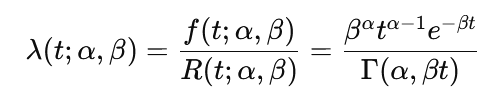 λ(t; α, β) = f(t; α, β) / R(t; α, β) = β^α t^{α−1} e^{−βt} / Γ(α, βt)